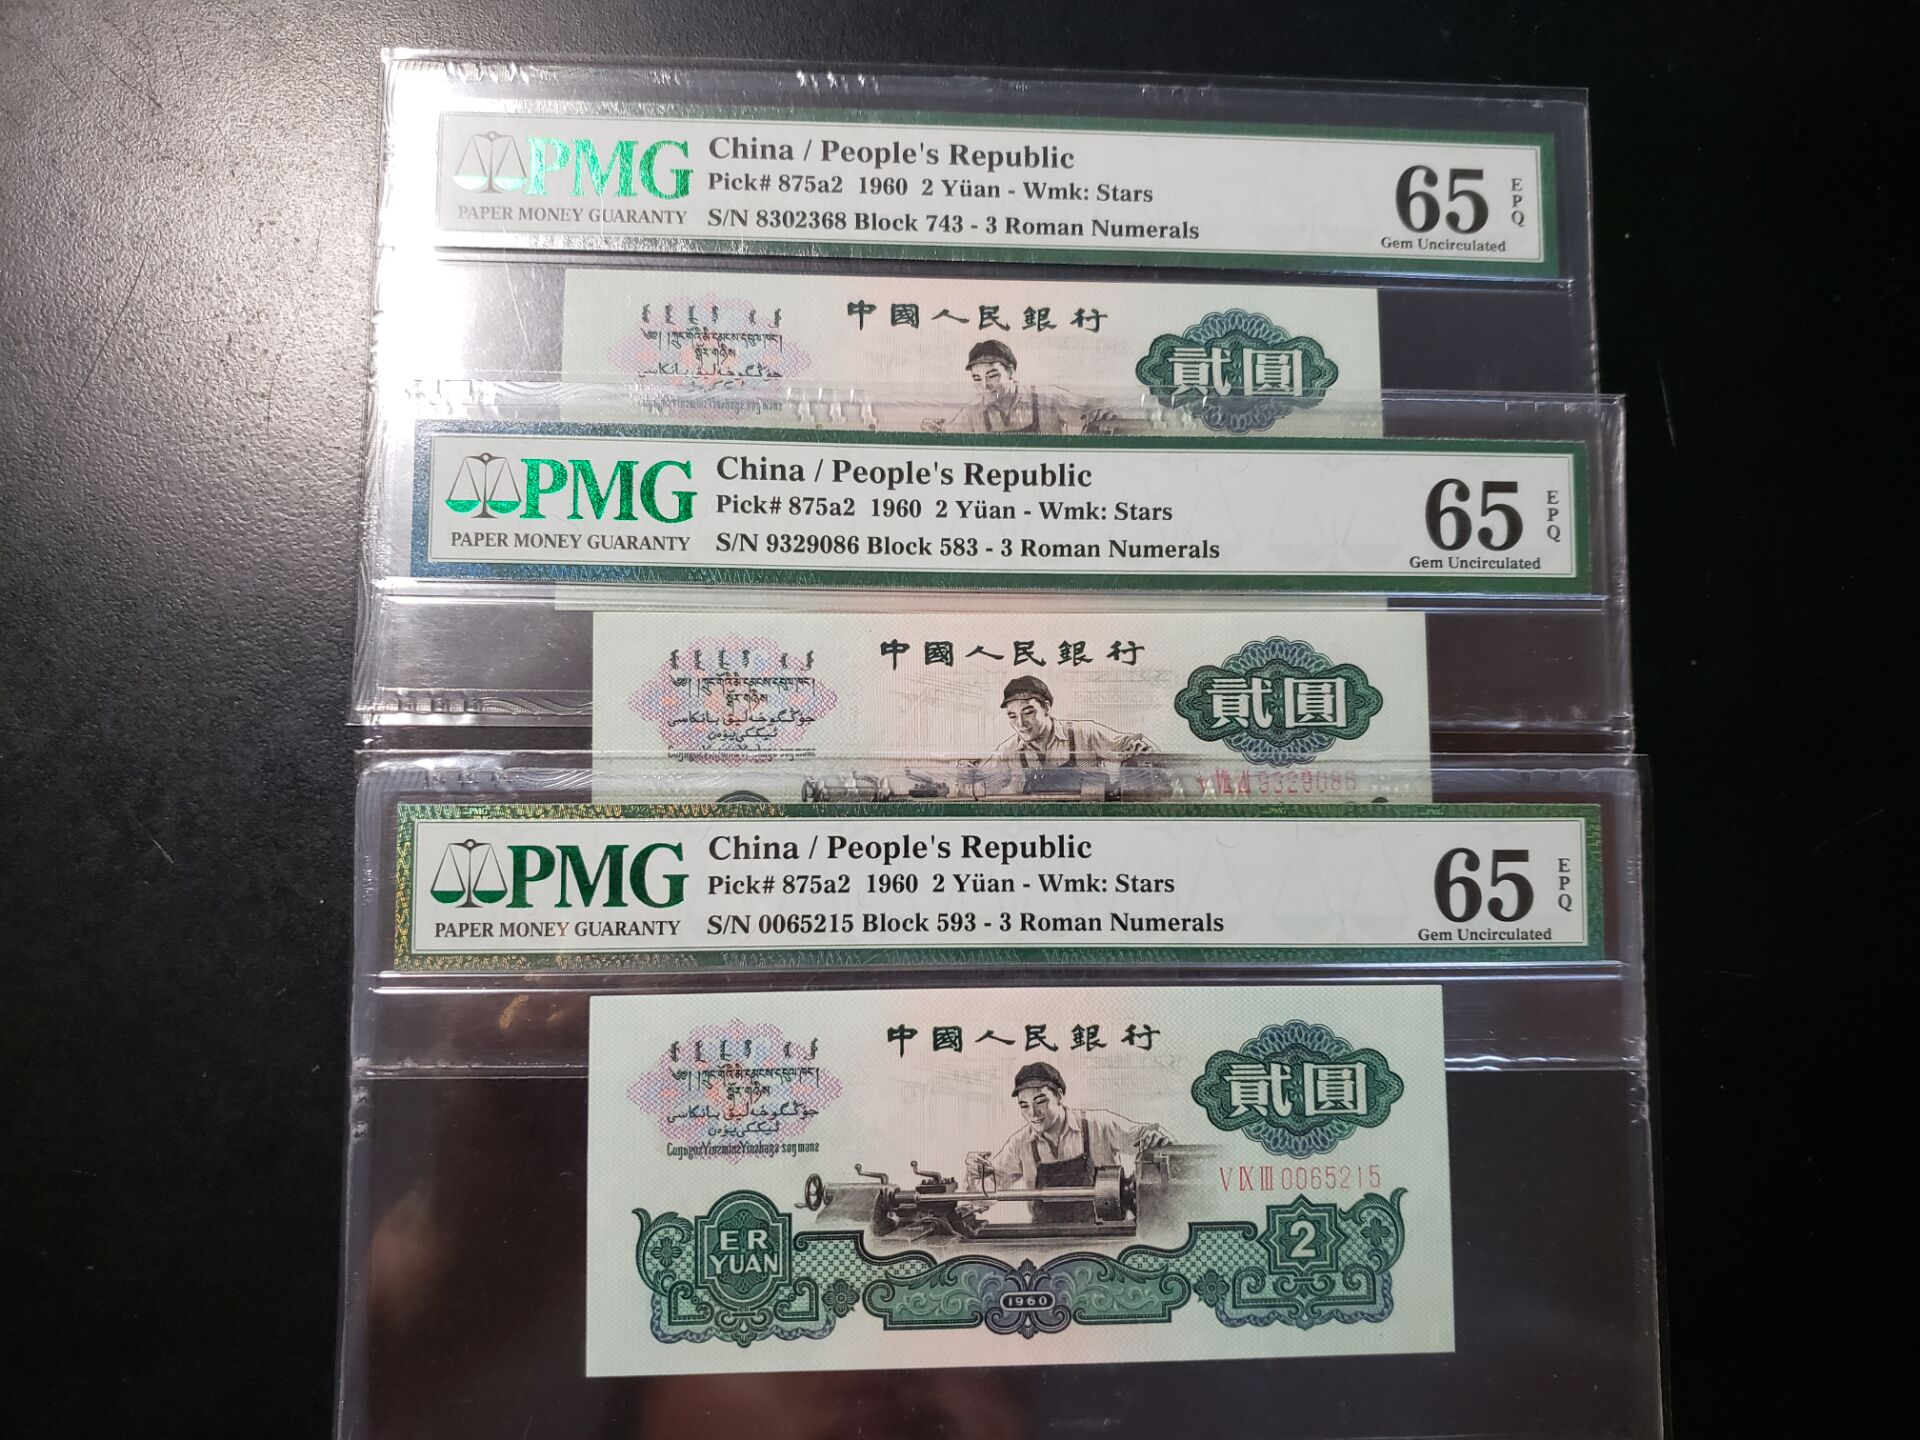 PMG
PAPER MONEY GUARANTY
China / People's Republic
Pick# 875a2 1960 2 Yüan - Wmk: Stars
S/N 8302368 Block 743 - 3 Roman Numerals
65
EPQ
Gem Uncirculated
中國人民銀行
貳圓
PMG
PAPER MONEY GUARANTY
China / People's Republic
Pick# 875a2 1960 2 Yüan - Wmk: Stars
S/N 9329086 Block 583 - 3 Roman Numerals
65
EPQ
Gem Uncirculated
中國人民銀行
貳圓
9329086
PMG
PAPER MONEY GUARANTY
China / People's Republic
Pick# 875a2 1960 2 Yüan - Wmk: Stars
S/N 0065215 Block 593 - 3 Roman Numerals
65
EPQ
Gem Uncirculated
中國人民銀行
貳圓
V IX III 0065215
ER
YUAN
2
1960